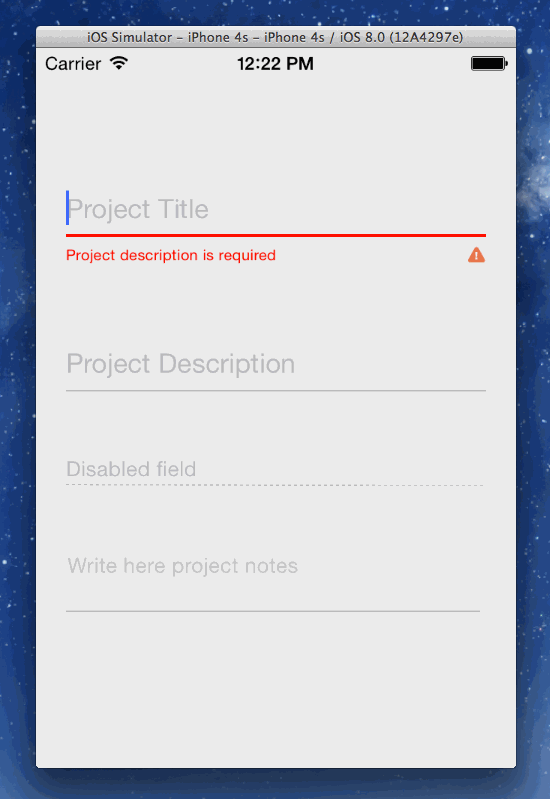 iOS Simulator – iPhone 4s – iPhone 4s / iOS 8.0 (12A4297e)
Carrier 12:22 PM
Project Title
Project description is required
Project Description
Disabled field
Write here project notes